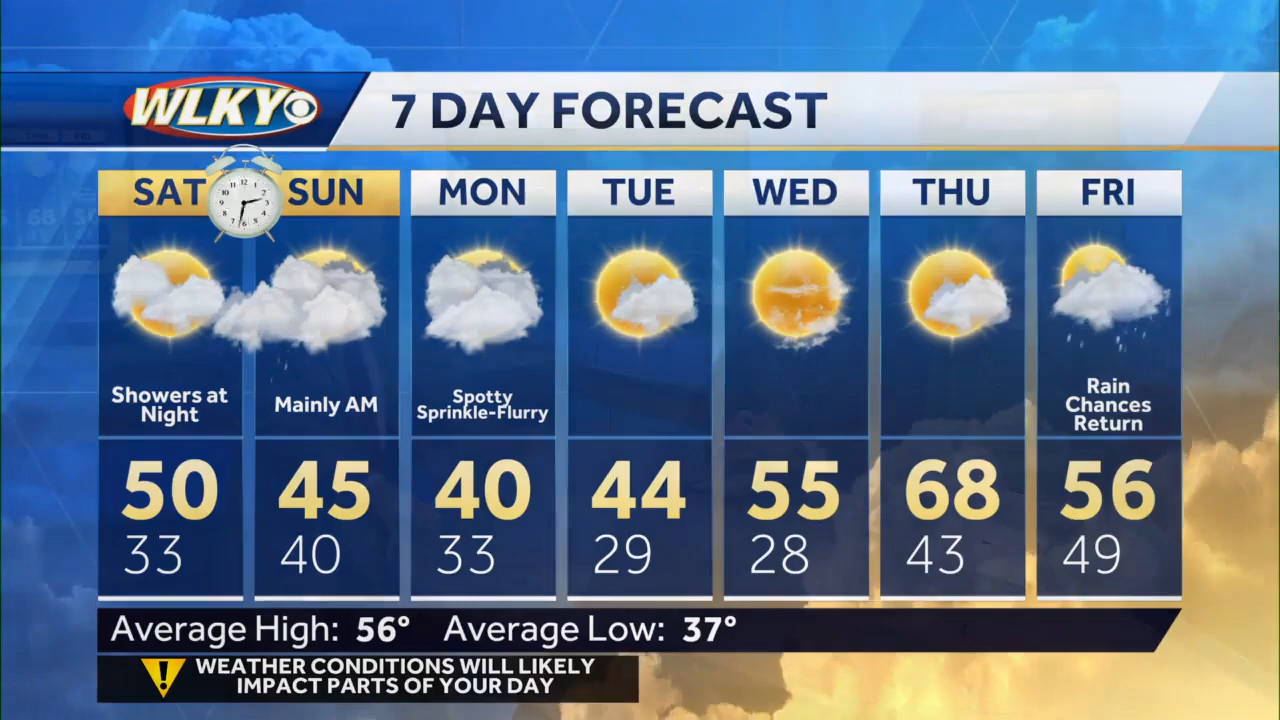 WLKY
7 DAY FORECAST
SAT
SUN
MON
TUE
WED
THU
FRI
Showers at
Night
Mainly AM
Spotty
Sprinkle-Flurry
Rain
Chances
Return
50
45
40
44
55
68
56
33
40
33
29
28
43
49
Average High: 56° Average Low: 37°
WEATHER CONDITIONS WILL LIKELY
IMPACT PARTS OF YOUR DAY